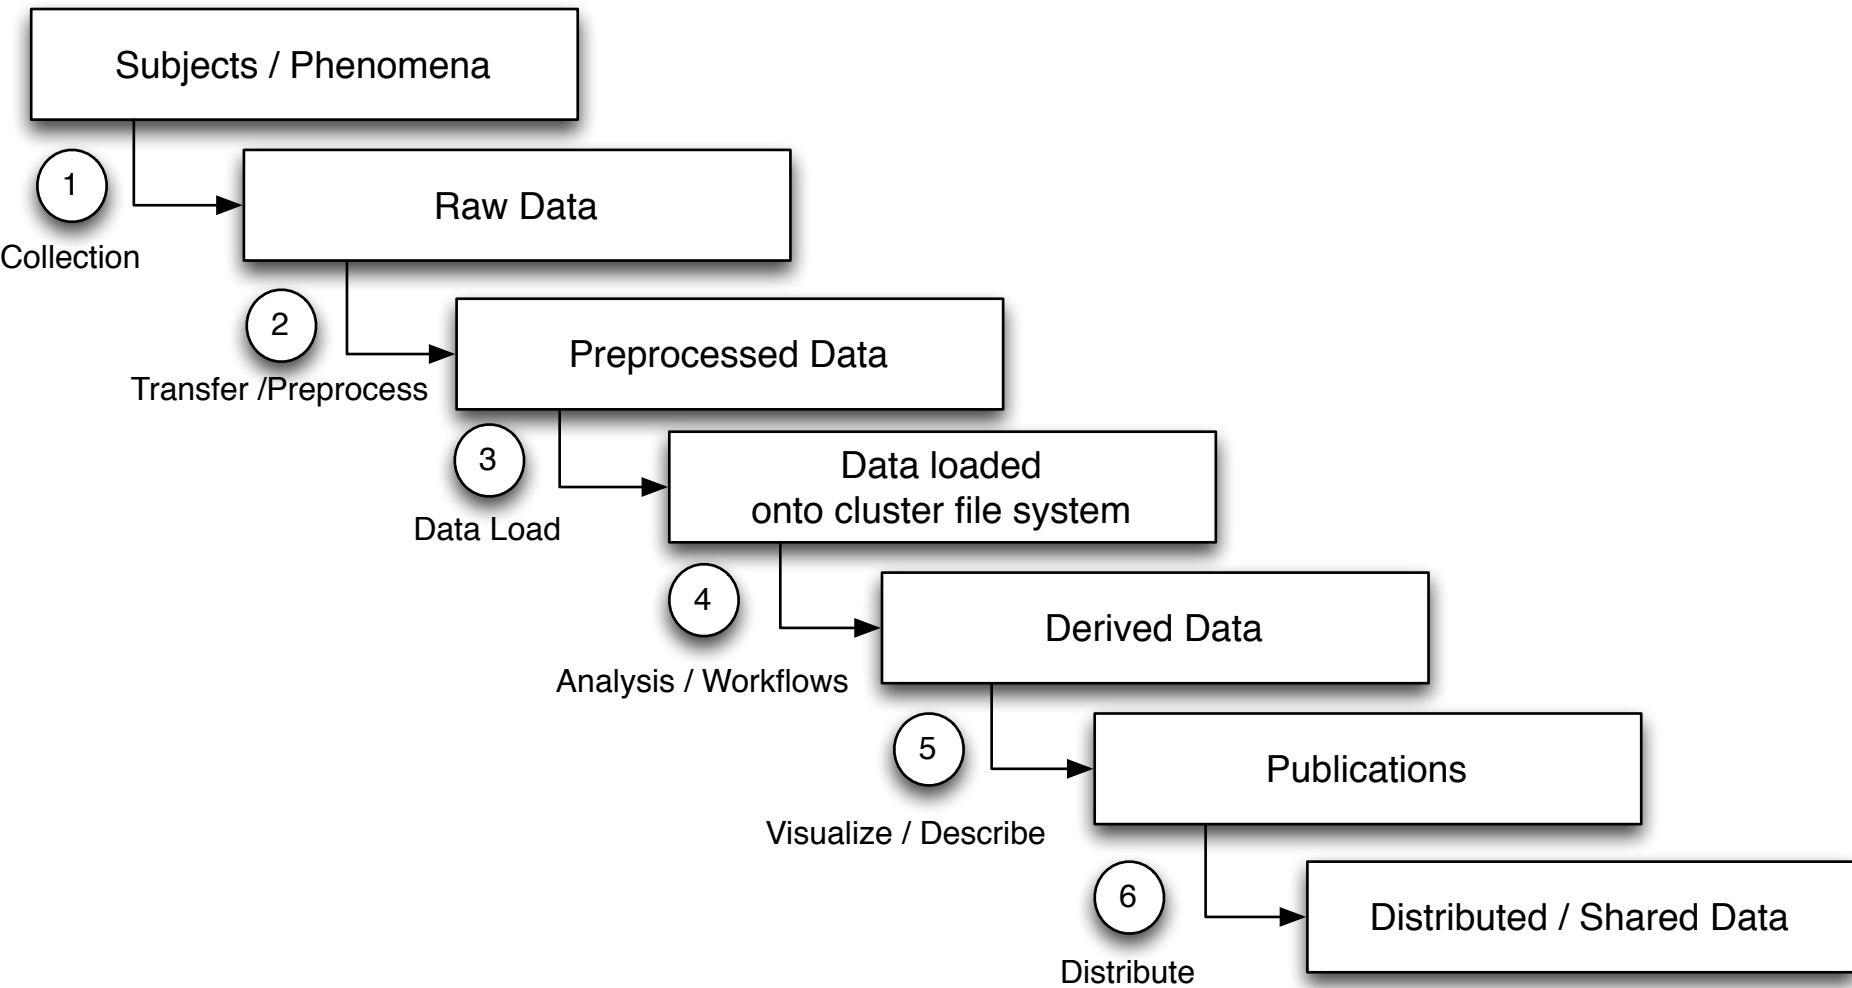 Subjects / Phenomena
1
Collection
Raw Data
2
Transfer /Preprocess
Preprocessed Data
3
Data Load
Data loaded
onto cluster file system
4
Analysis / Workflows
Derived Data
5
Visualize / Describe
Publications
6
Distribute
Distributed / Shared Data